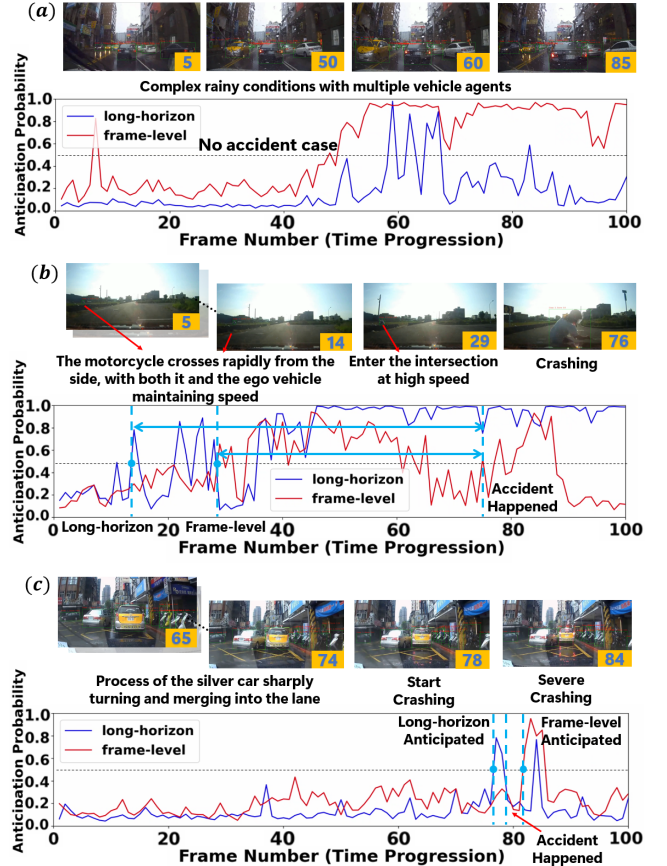 (a)
5
50
60
85
Complex rainy conditions with multiple vehicle agents
Anticipation Probability
1.0
0.8
0.6
0.4
0.2
0.0
long-horizon
frame-level
No accident case
0 20 40 60 80 100
Frame Number (Time Progression)
(b)
5
14
29
76
The motorcycle crosses rapidly from the
side, with both it and the ego vehicle
maintaining speed
Enter the intersection
at high speed
Crashing
Anticipation Probability
1.0
0.8
0.6
0.4
0.2
0.0
long-horizon
frame-level
Accident
Happened
Long-horizon
Frame-level
0 20 40 60 80 100
Frame Number (Time Progression)
(c)
65
74
78
84
Process of the silver car sharply
turning and merging into the lane
Start
Crashing
Severe
Crashing
Anticipation Probability
1.0
0.8
0.6
0.4
0.2
0.0
long-horizon
frame-level
Long-horizon
Anticipated
Frame-level
Anticipated
0 20 40 60 80 100
Accident
Happened
Frame Number (Time Progression)